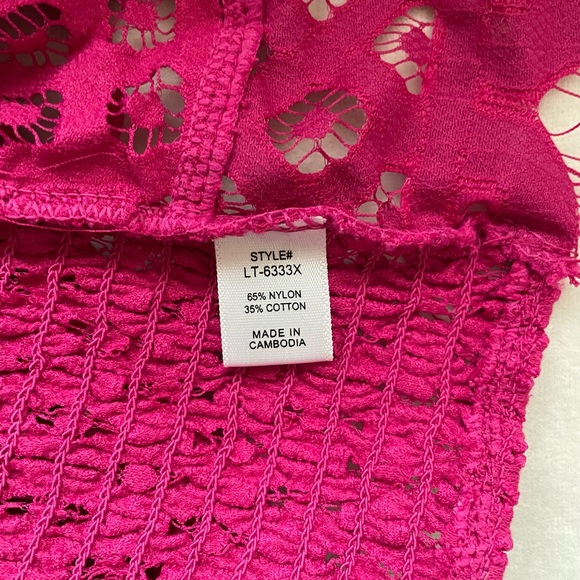 STYLE#
LT-6333X
65% NYLON
35% COTTON
MADE IN
CAMBODIA